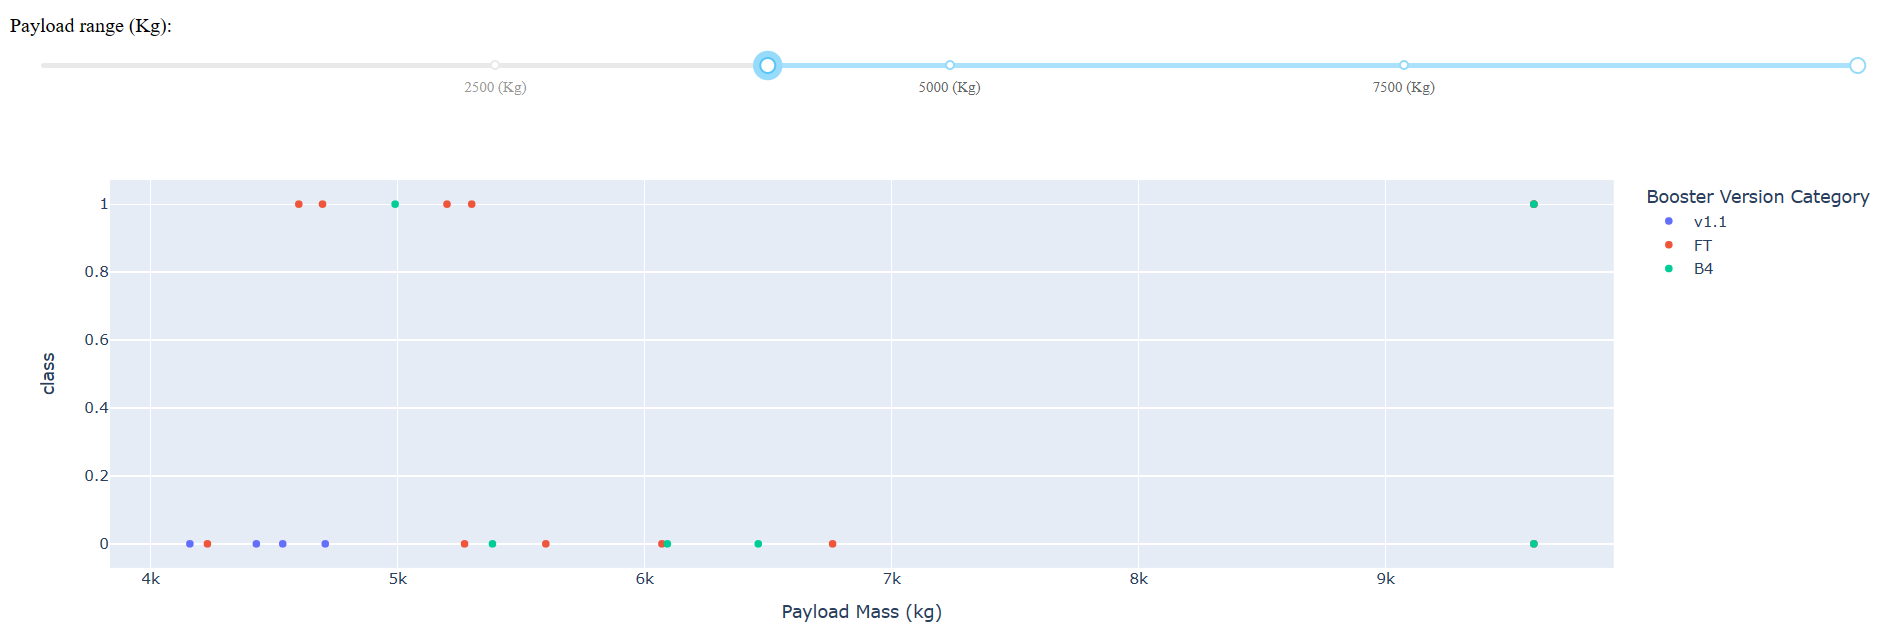 Payload range (Kg):
2500 (Kg) 5000 (Kg) 7500 (Kg)
Booster Version Category
v1.1
FT
B4
1
0.8
0.6
0.4
0.2
0
class
4k 5k 6k 7k 8k 9k
Payload Mass (kg)